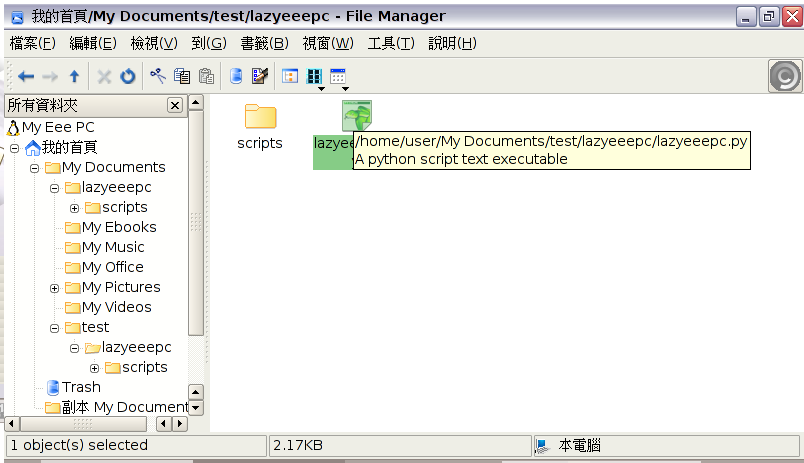 我的首頁/My Documents/test/lazyeeepc - File Manager
檔案(F) 編輯(E) 檢視(V) 到(G) 書籤(B) 視窗(W) 工具(T) 說明(H)
所有資料夾
My Eee PC
我的首頁
My Documents
lazyeeepc
scripts
My Ebooks
My Music
My Office
My Pictures
My Videos
test
lazyeeepc
scripts
Trash
副本 My Document
scripts
lazyee
/home/user/My Documents/test/lazyeeepc/lazyeeepc.py
A python script text executable
1 object(s) selected
2.17KB
本電腦